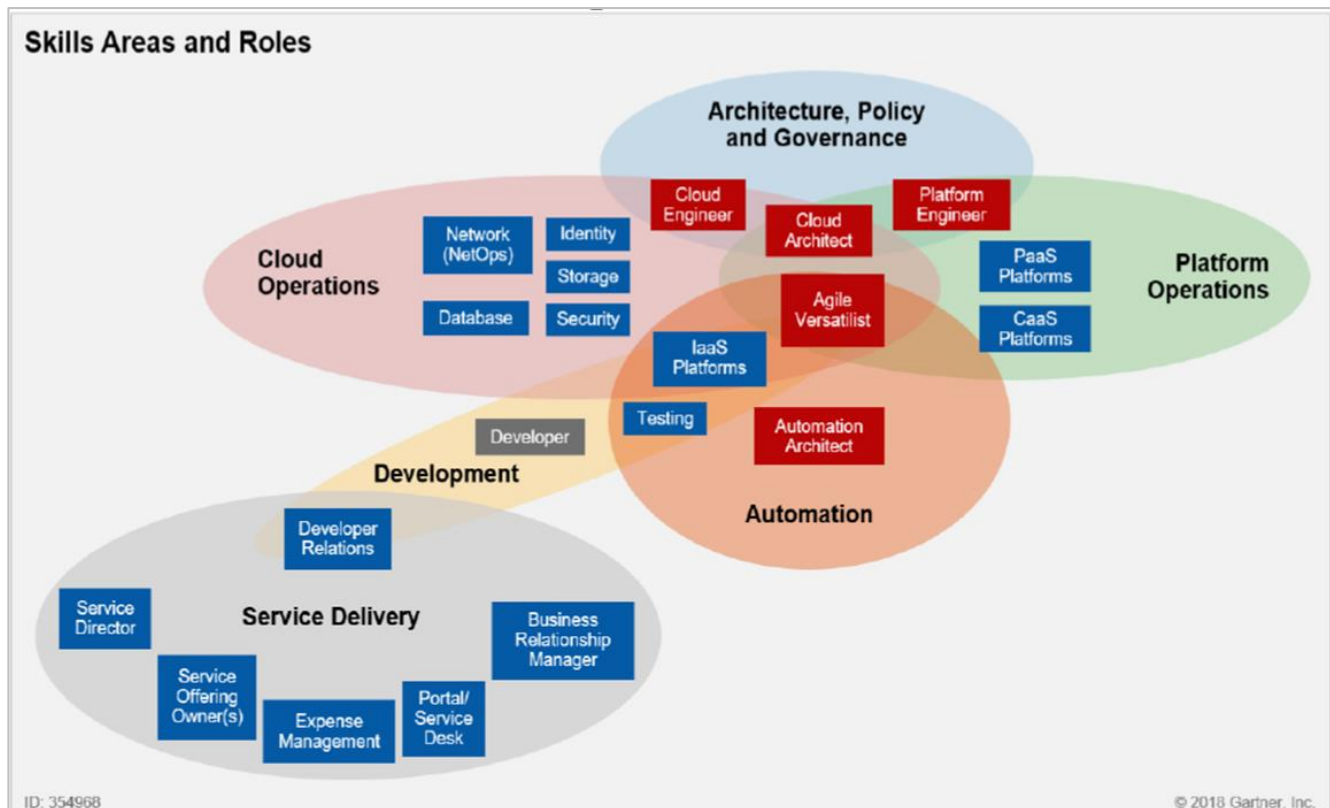 Skills Areas and Roles
Architecture, Policy
and Governance
Cloud
Engineer
Platform
Engineer
Cloud
Architect
Network
(NetOps)
Identity
Cloud
Operations
Storage
PaaS
Platforms
Platform
Operations
Agile
Versatilist
Database
Security
CaaS
Platforms
IaaS
Platforms
Testing
Developer
Automation
Architect
Development
Automation
Developer
Relations
Service
Director
Service Delivery
Business
Relationship
Manager
Service
Offering
Owner(s)
Expense
Management
Portal/
Service
Desk
ID: 354968
© 2018 Gartner, Inc.